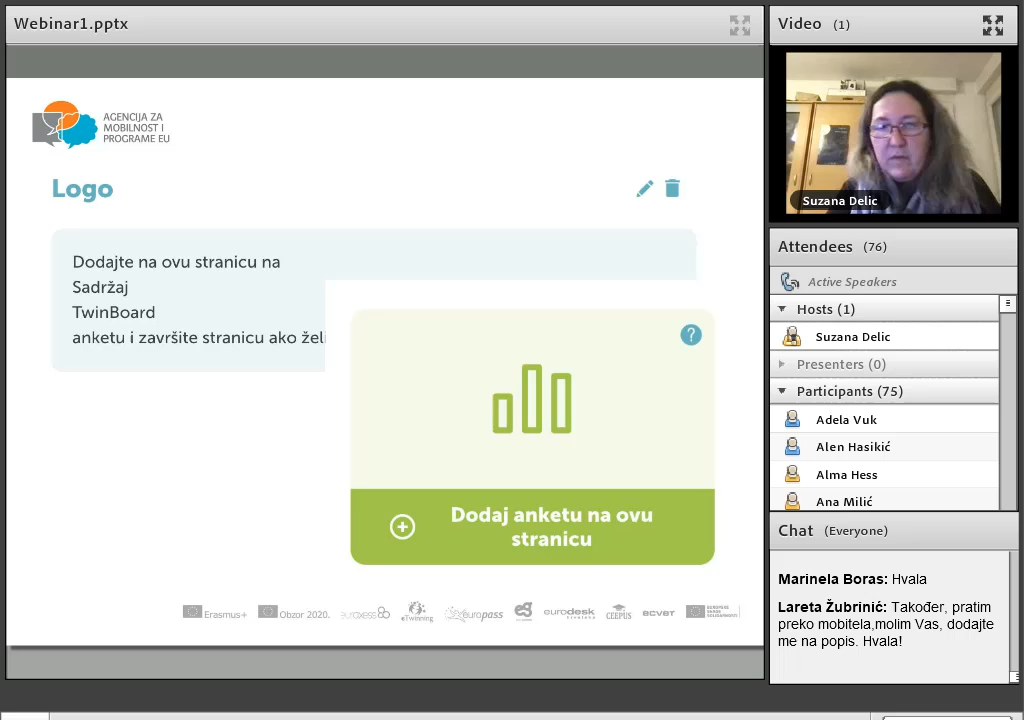 Webinar1.pptx
AGENCIJA ZA
MOBILNOST I
PROGRAME EU
Logo
Dodajte na ovu stranicu na
Sadržaj
TwinBoard
anketu i završite stranicu ako želi
?
Dodaj anketu na ovu
stranicu
Erasmus+
Obzor 2020.
euraxess
eTwinning
europass
eurodesk
CEEPUS
ECVET
Video (1)
Suzana Delic
Attendees (76)
Active Speakers
Hosts (1)
Suzana Delic
Presenters (0)
Participants (75)
Adela Vuk
Alen Hasikić
Alma Hess
Ana Milić
Chat (Everyone)
Marinela Boras: Hvala
Lareta Žubrinić: Također, pratim
preko mobitela,molim Vas, dodajte
me na popis. Hvala!